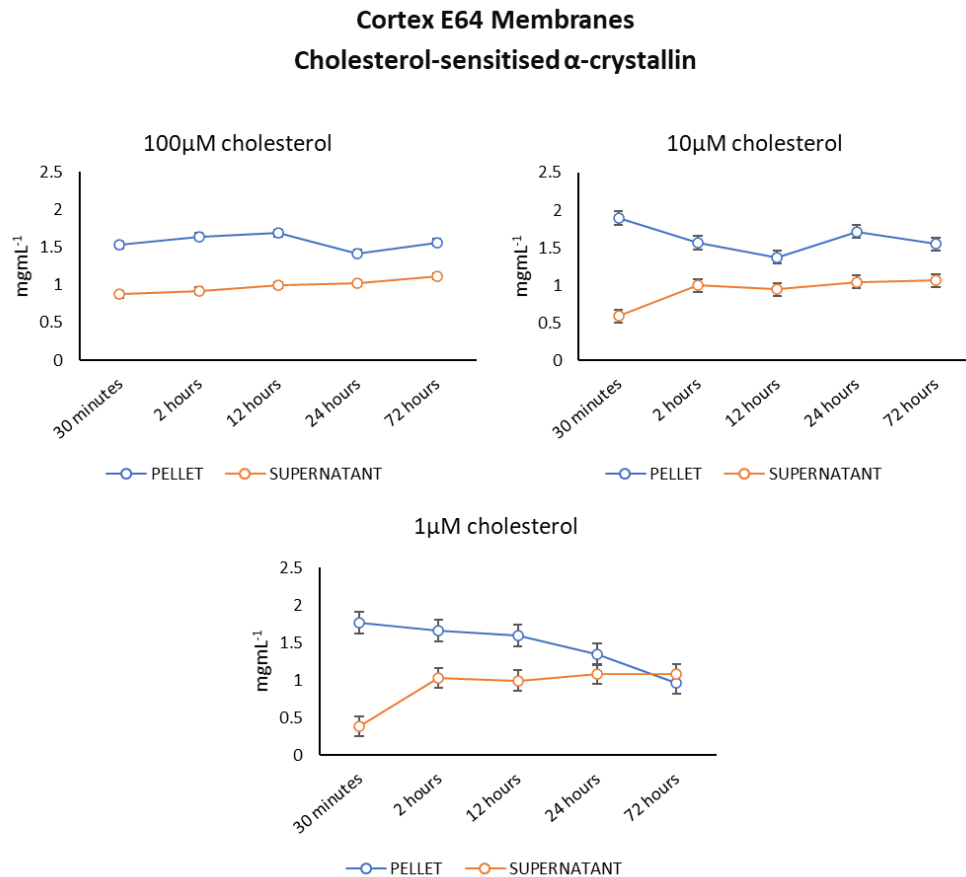 Cortex E64 Membranes
Cholesterol-sensitised α-crystallin
100µM cholesterol
2.5
2
1.5
1
0.5
0
mgmL⁻¹
30 minutes
2 hours
12 hours
24 hours
72 hours
PELLET SUPERNATANT
10µM cholesterol
2.5
2
1.5
1
0.5
0
mgmL⁻¹
30 minutes
2 hours
12 hours
24 hours
72 hours
PELLET SUPERNATANT
1µM cholesterol
2.5
2
1.5
1
0.5
0
mgmL⁻¹
30 minutes
2 hours
12 hours
24 hours
72 hours
PELLET SUPERNATANT